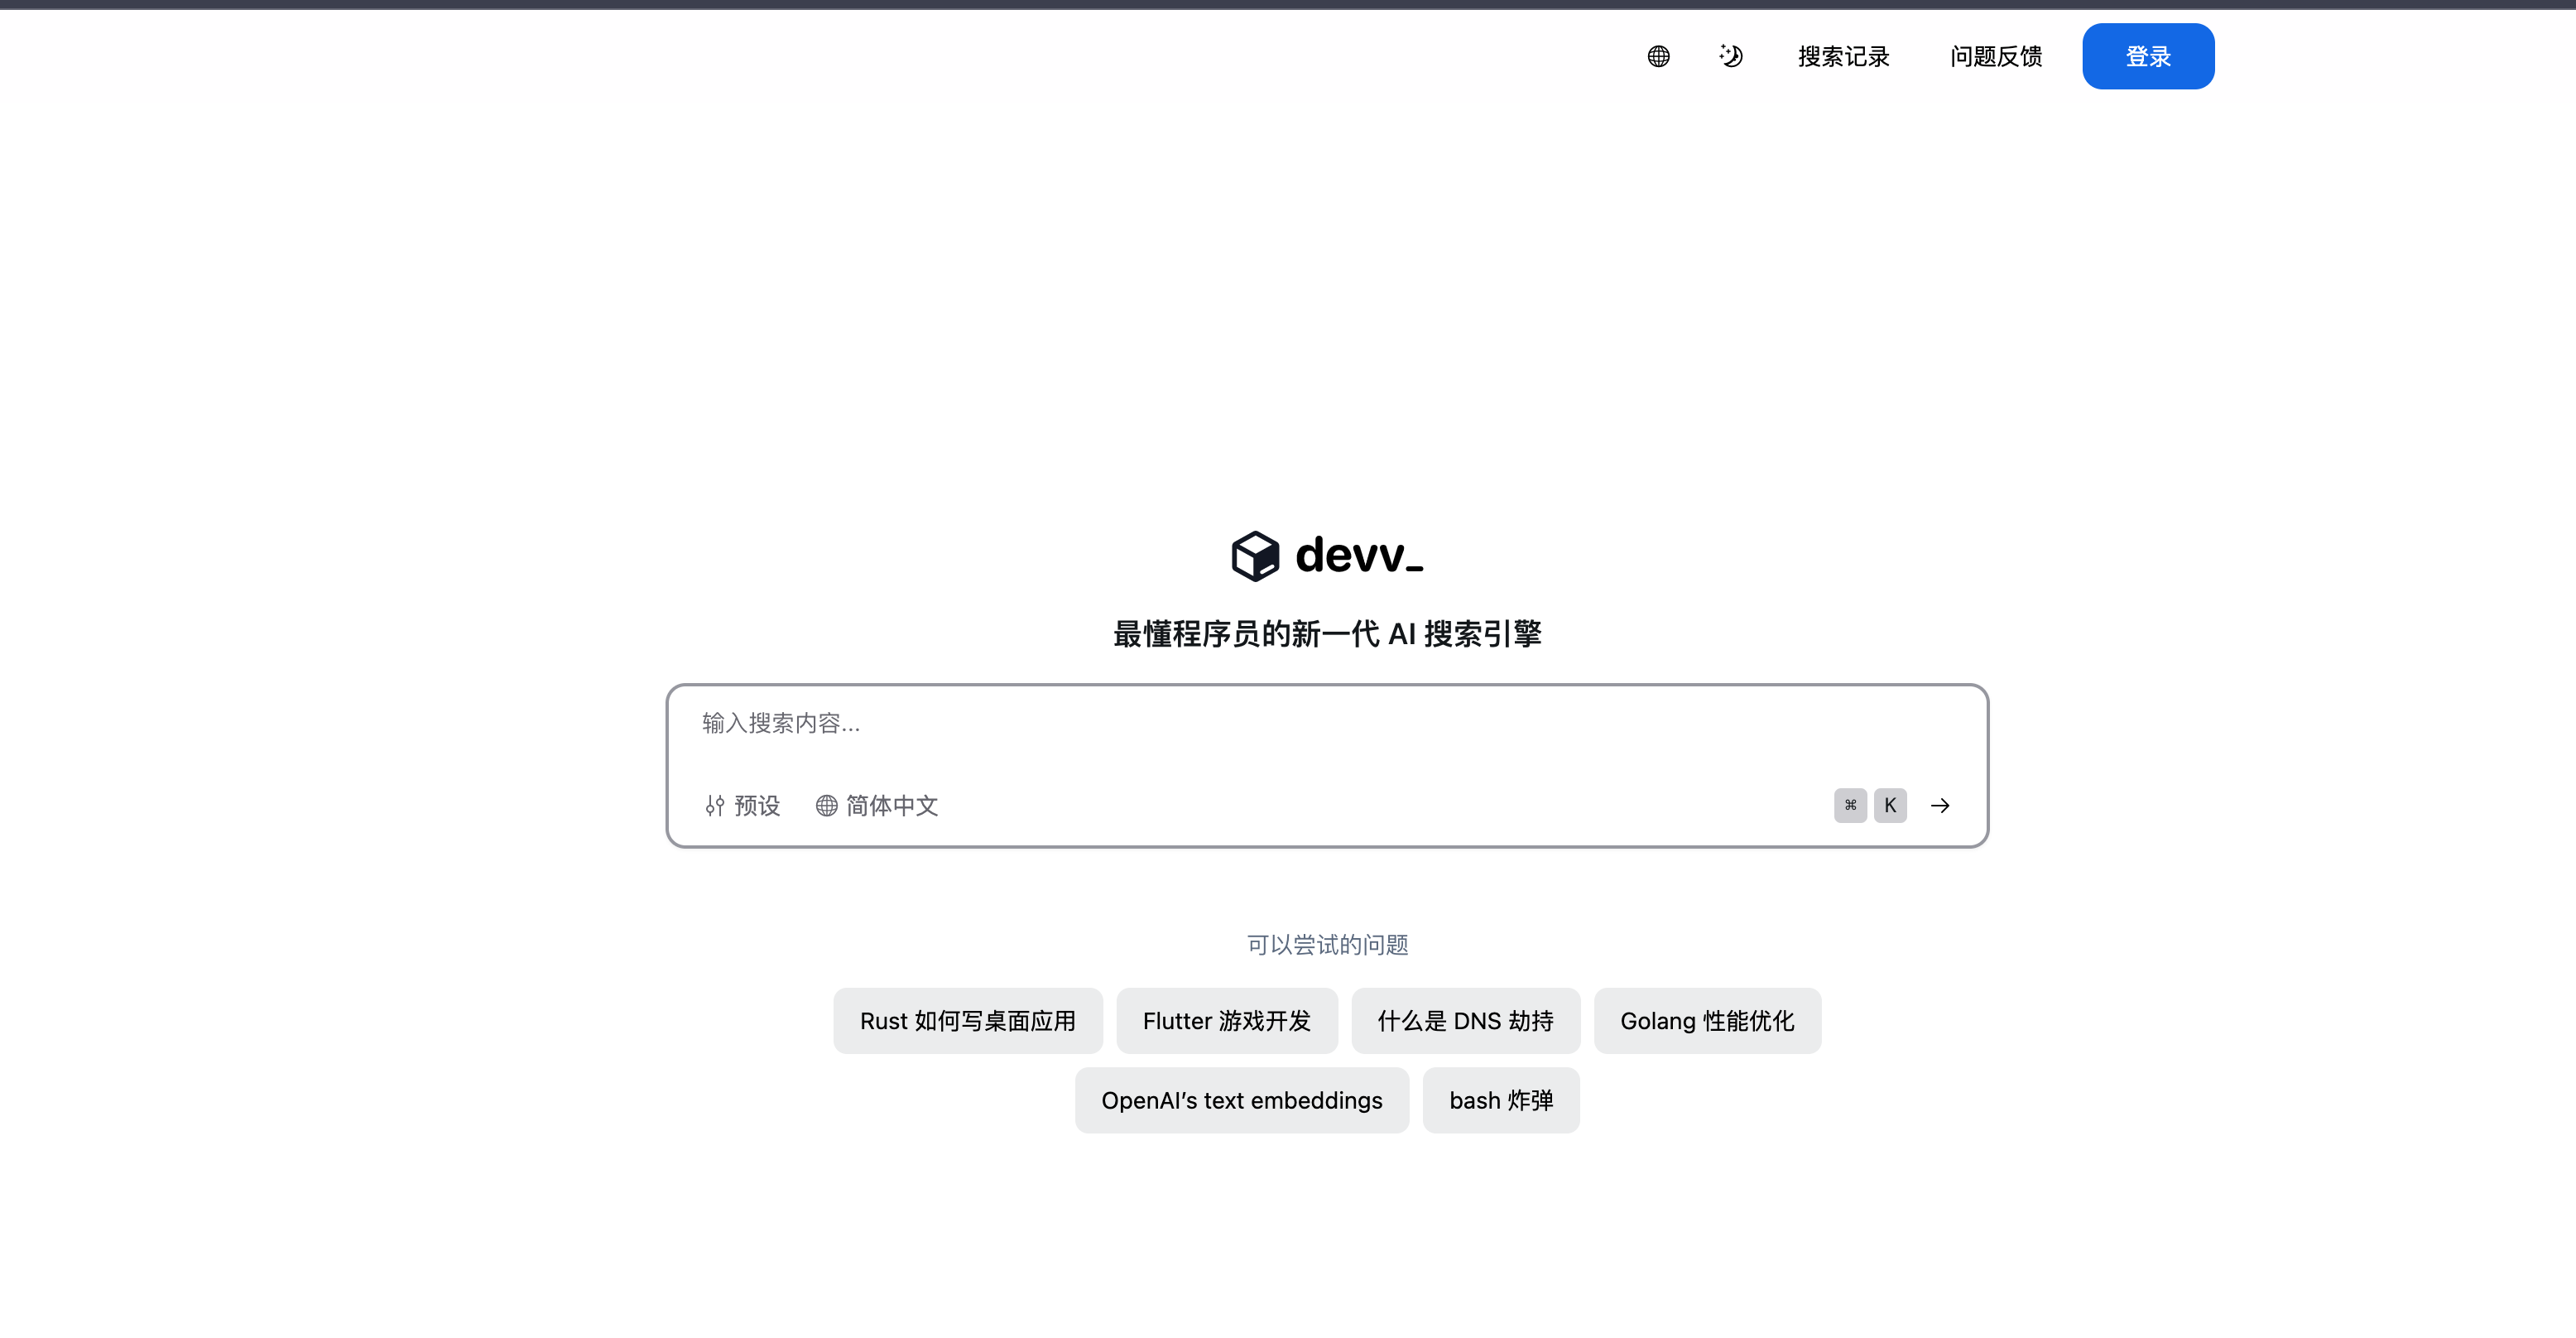 搜索记录 问题反馈 登录
devv_
最懂程序员的新一代 AI 搜索引擎
输入搜索内容...
预设 简体中文 ⌘ K
可以尝试的问题
Rust 如何写桌面应用 Flutter 游戏开发 什么是 DNS 劫持 Golang 性能优化
OpenAI’s text embeddings bash 炸弹